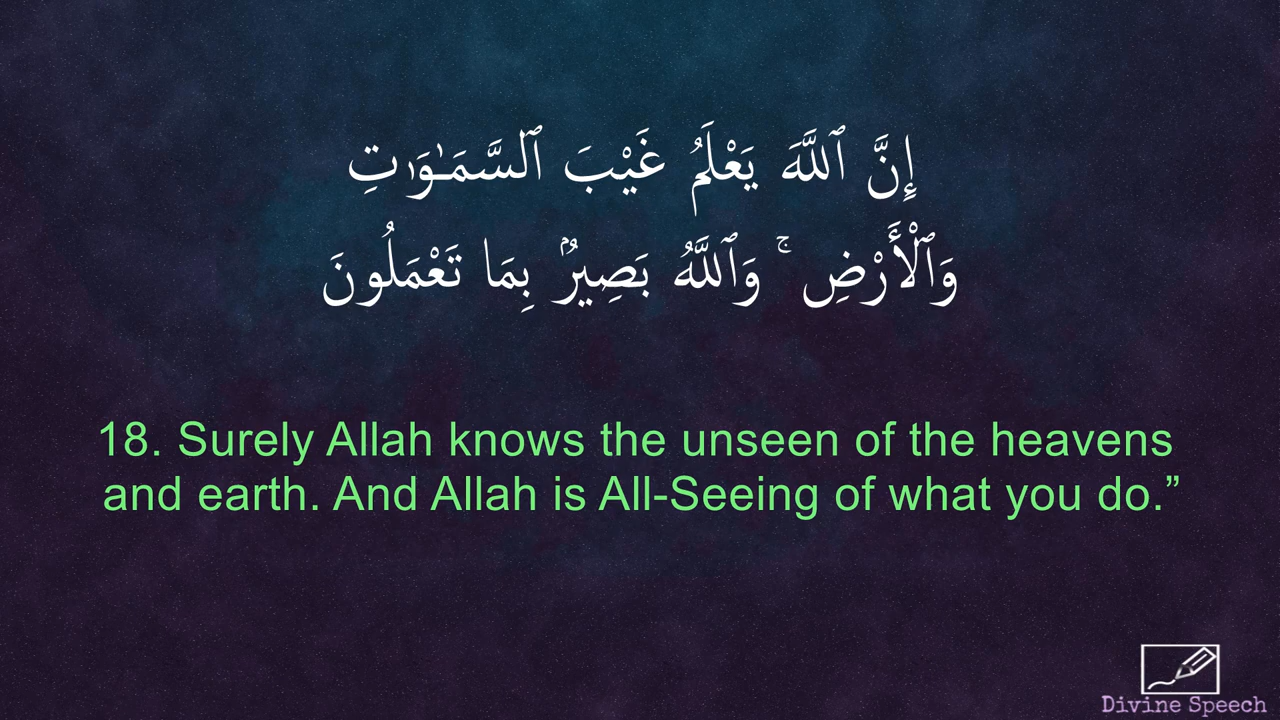 إِنَّ ٱللَّهَ يَعْلَمُ غَيْبَ ٱلسَّمَـٰوَٰتِ
وَٱلْأَرْضِ ۚ وَٱللَّهُ بَصِيرٌۢ بِمَا تَعْمَلُونَ
18. Surely Allah knows the unseen of the heavens
and earth. And Allah is All-Seeing of what you do.”
Divine Speech